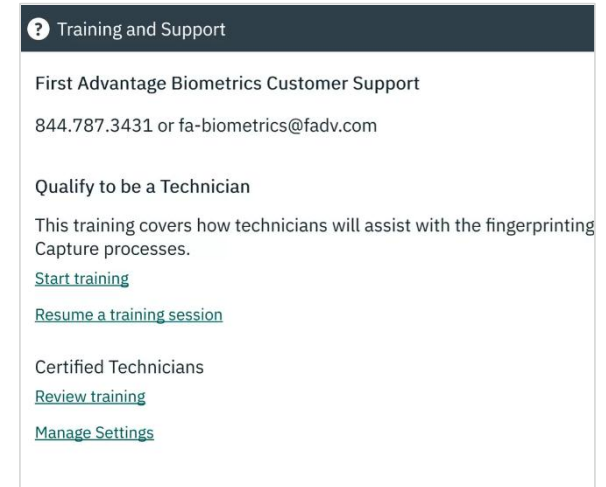 ? Training and Support
First Advantage Biometrics Customer Support
844.787.3431 or fa-biometrics@fadv.com
Qualify to be a Technician
This training covers how technicians will assist with the fingerprinting
Capture processes.
Start training
Resume a training session
Certified Technicians
Review training
Manage Settings